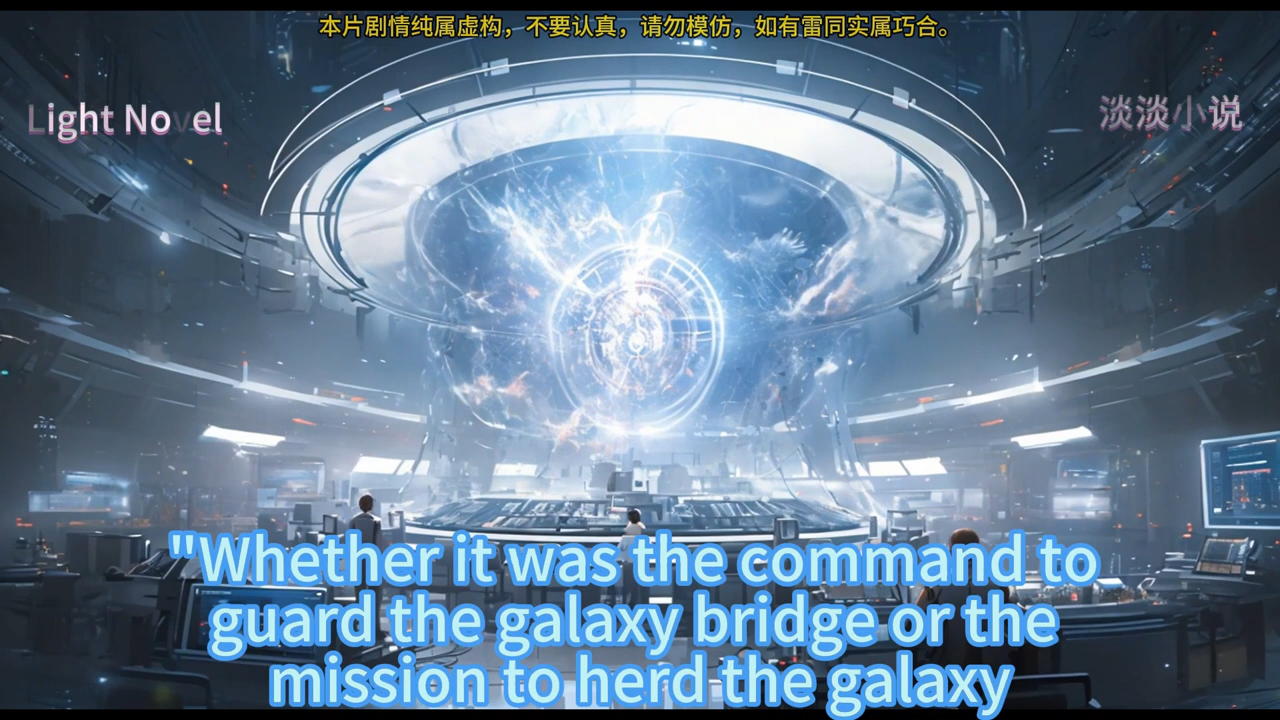 本片剧情纯属虚构，不要认真，请勿模仿，如有雷同实属巧合。
Light Novel
淡淡小说
"Whether it was the command to
guard the galaxy bridge or the
mission to herd the galaxy